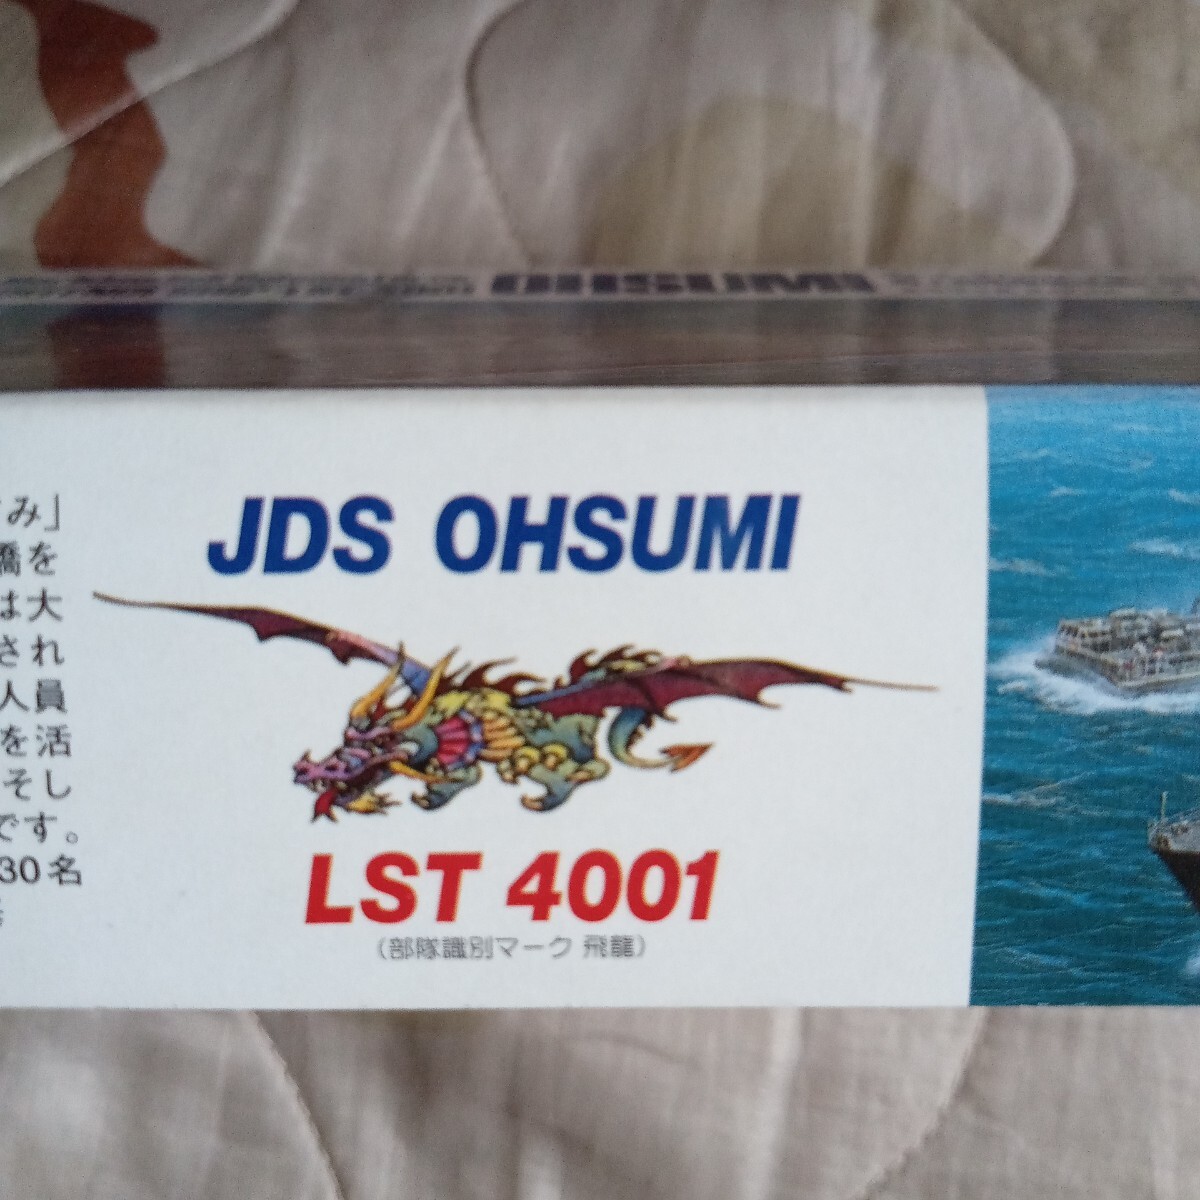 OHSUMI
み」
橋を
は大
され
人員
を活
そし
です。
30名
JDS OHSUMI
LST 4001
（部隊識別マーク 飛龍）